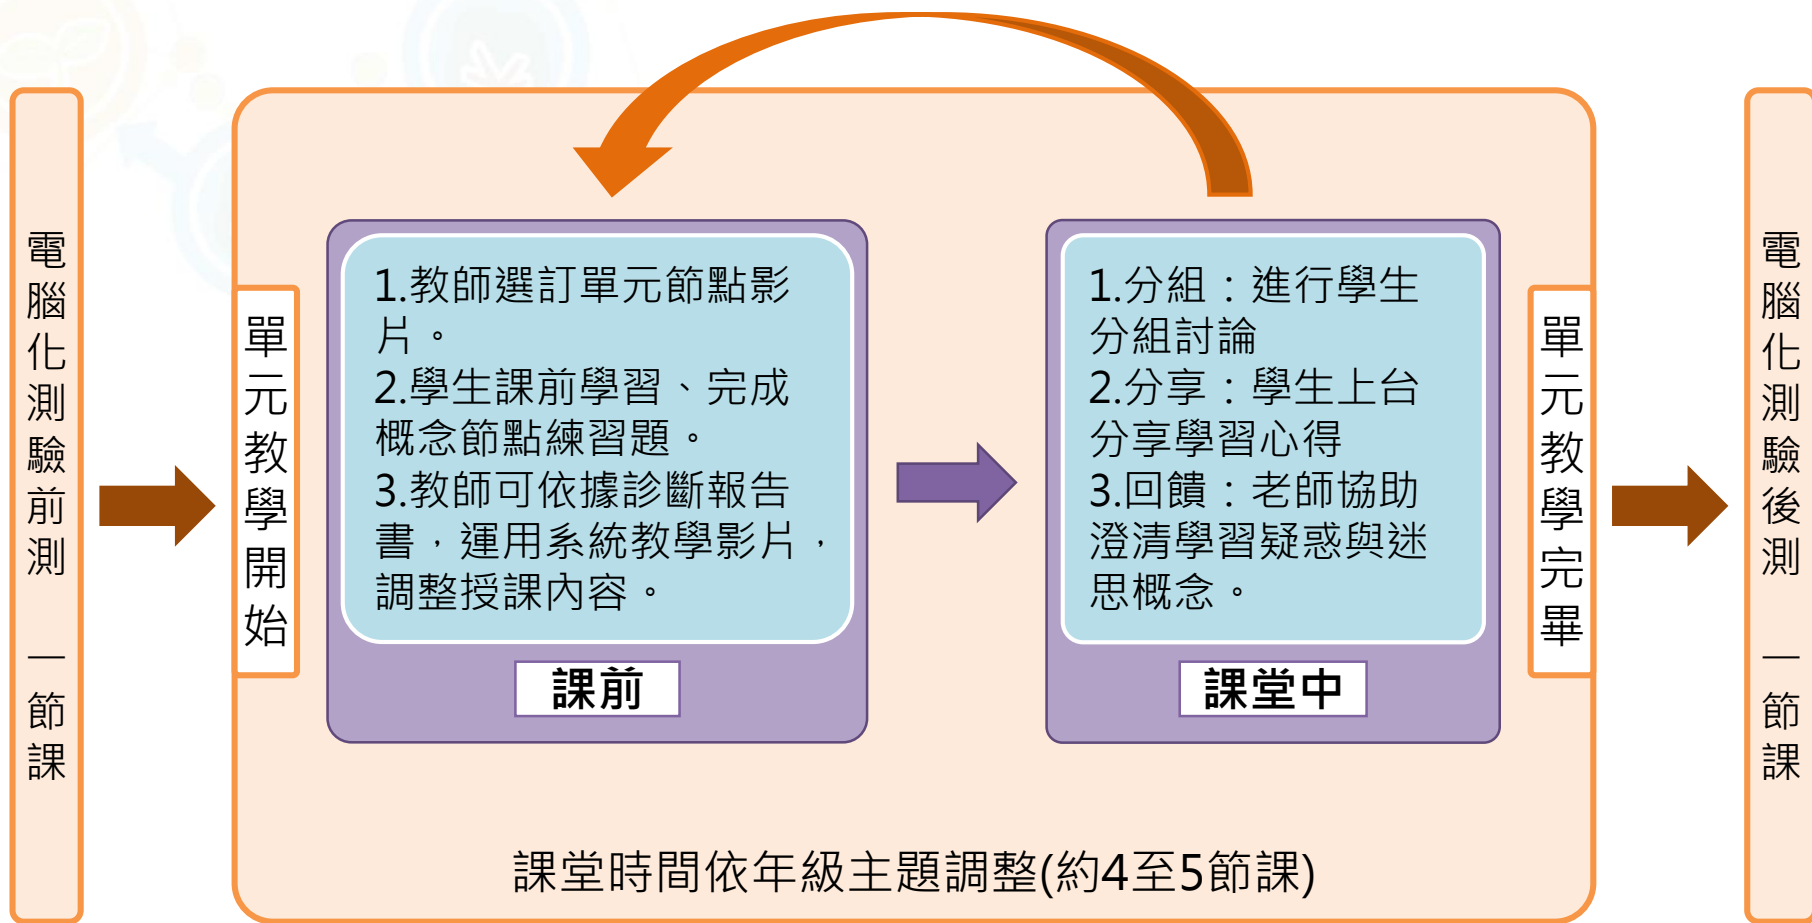 電腦化測驗前測 一節課
單元教學開始
1.教師選訂單元節點影
片。
2.學生課前學習、完成
概念節點練習題。
3.教師可依據診斷報告
書，運用系統教學影片，
調整授課內容。
課前
1.分組：進行學生
分組討論
2.分享：學生上台
分享學習心得
3.回饋：老師協助
澄清學習疑惑與迷
思概念。
課堂中
單元教學完畢
課堂時間依年級主題調整(約4至5節課)
電腦化測驗後測 一節課